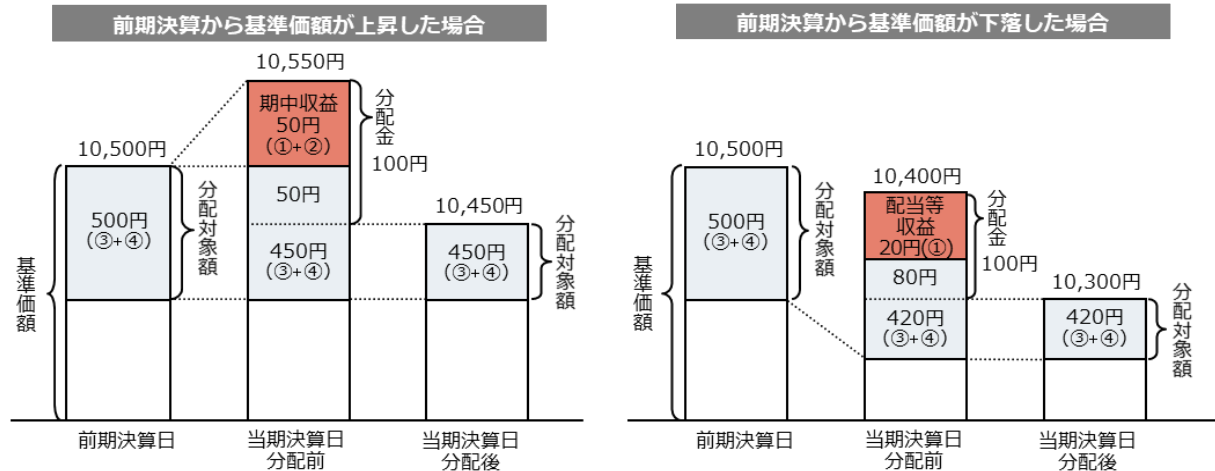 前期決算から基準価額が上昇した場合
10,550円
期中収益
50円
(①+②)
分配金
100円
10,500円
500円
(③+④)
分配対象額
50円
10,450円
450円
(③+④)
450円
(③+④)
分配対象額
基準価額
前期決算日
当期決算日
分配前
当期決算日
分配後
前期決算から基準価額が下落した場合
10,500円
500円
(③+④)
分配対象額
10,400円
配当等
収益
20円(①)
分配金
100円
80円
10,300円
420円
(③+④)
420円
(③+④)
分配対象額
基準価額
前期決算日
当期決算日
分配前
当期決算日
分配後